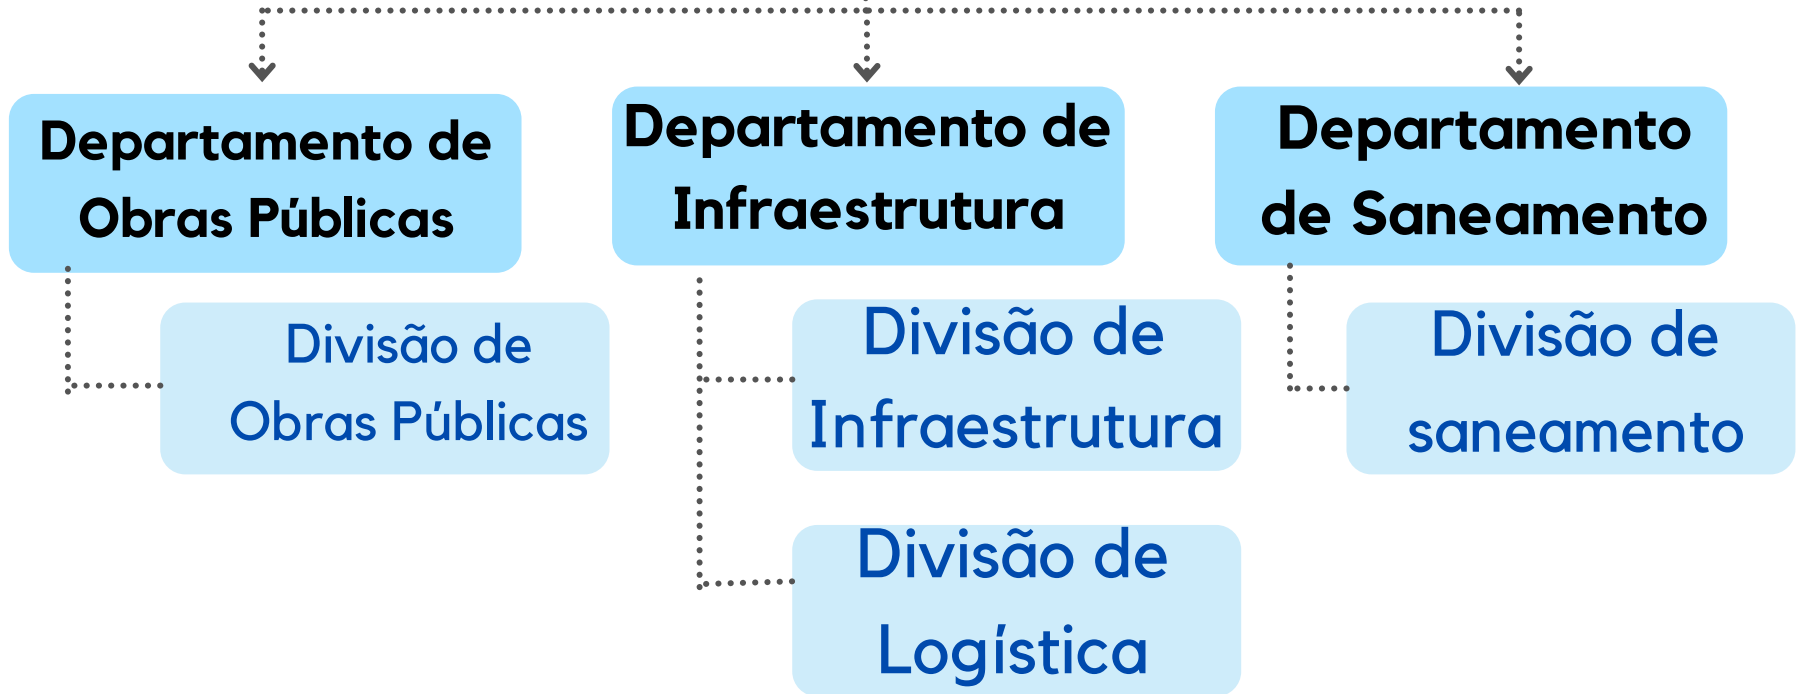 Departamento de
Obras Públicas
Departamento de
Infraestrutura
Departamento
de Saneamento
Divisão de
Obras Públicas
Divisão de
Infraestrutura
Divisão de
saneamento
Divisão de
Logística